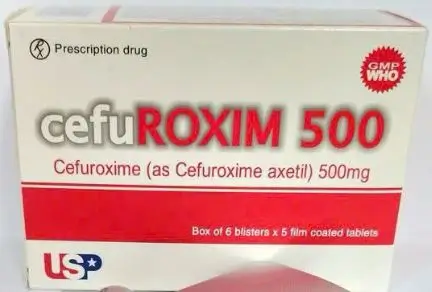 Rx Prescription drug
GMP
WHO
cefuROXIM 500
Cefuroxime (as Cefuroxime axetil) 500mg
Box of 6 blisters x 5 film coated tablets
USP